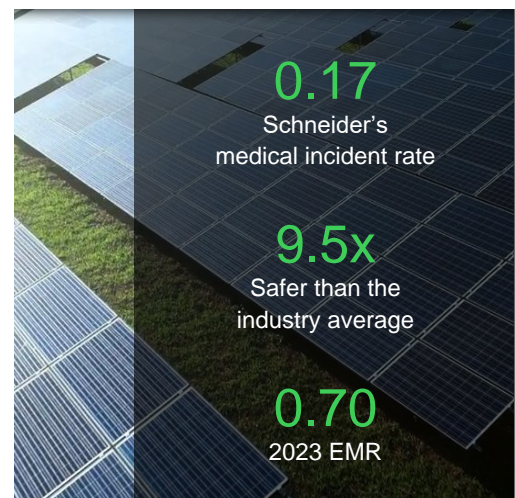 0.17
Schneider’s
medical incident rate
9.5x
Safer than the
industry average
0.70
2023 EMR